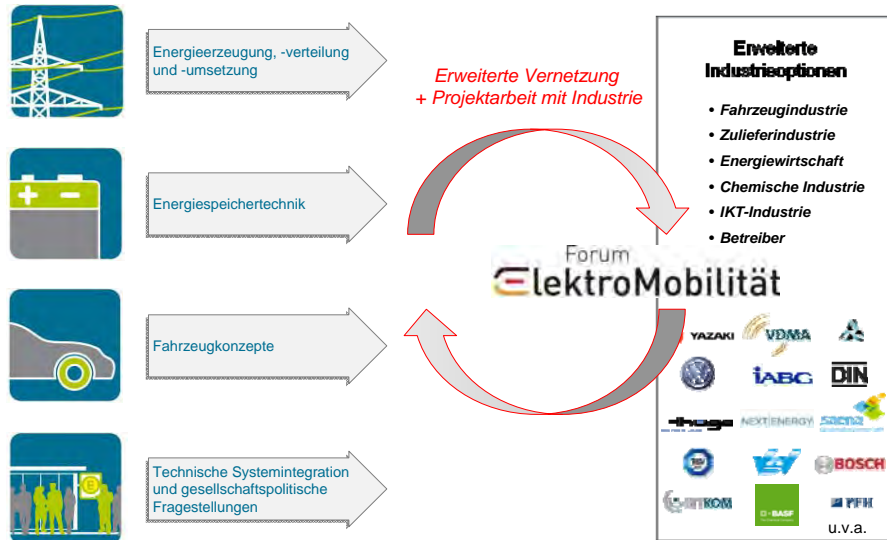 Energieerzeugung, -verteilung
und -umsetzung
Energiespeichertechnik
Fahrzeugkonzepte
Technische Systemintegration
und gesellschaftspolitische
Fragestellungen
Erweiterte Vernetzung
+ Projektarbeit mit Industrie
Forum
ElektroMobilität
Erweiterte
Industrieoptionen
• Fahrzeugindustrie
• Zulieferindustrie
• Energiewirtschaft
• Chemische Industrie
• IKT-Industrie
• Betreiber
YAZAKI
VDMA
IABG
DIN
NEXT ENERGY
saena
BOSCH
BASF
PFH
u.v.a.